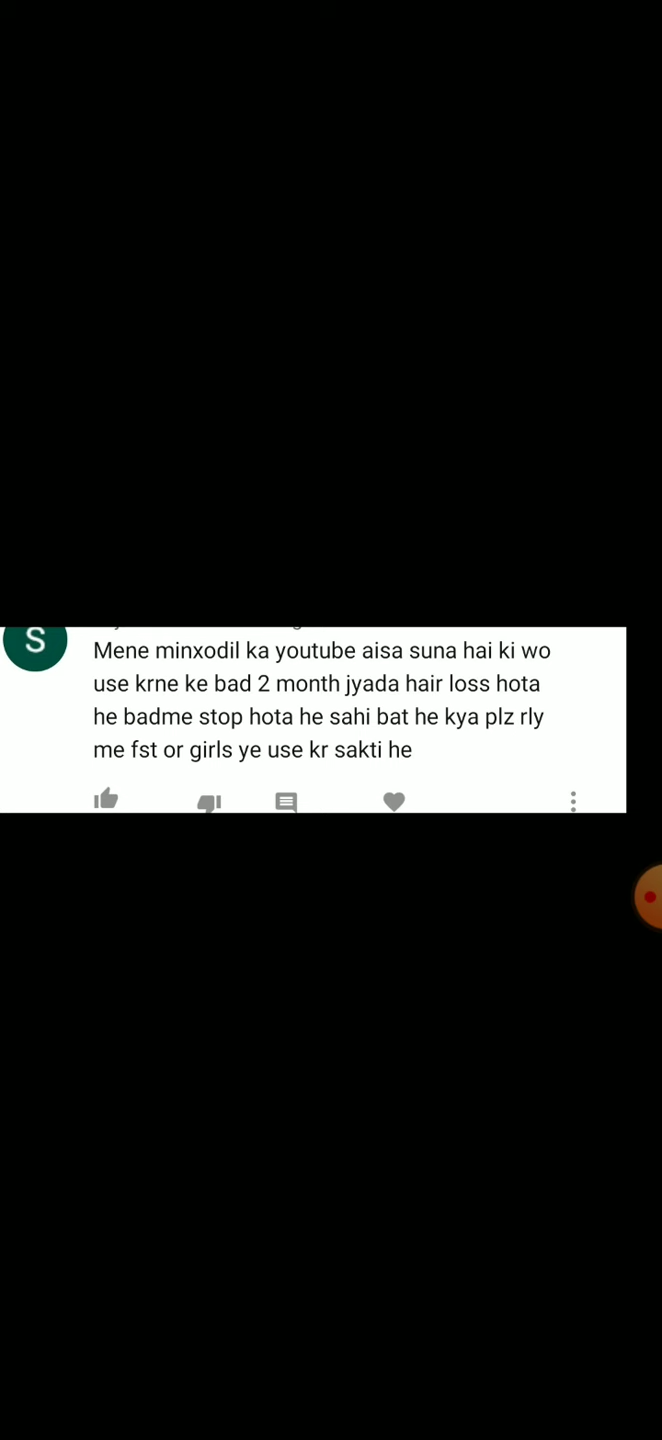 S
Mene minxodil ka youtube aisa suna hai ki wo
use krne ke bad 2 month jyada hair loss hota
he badme stop hota he sahi bat he kya plz rly
me fst or girls ye use kr sakti he